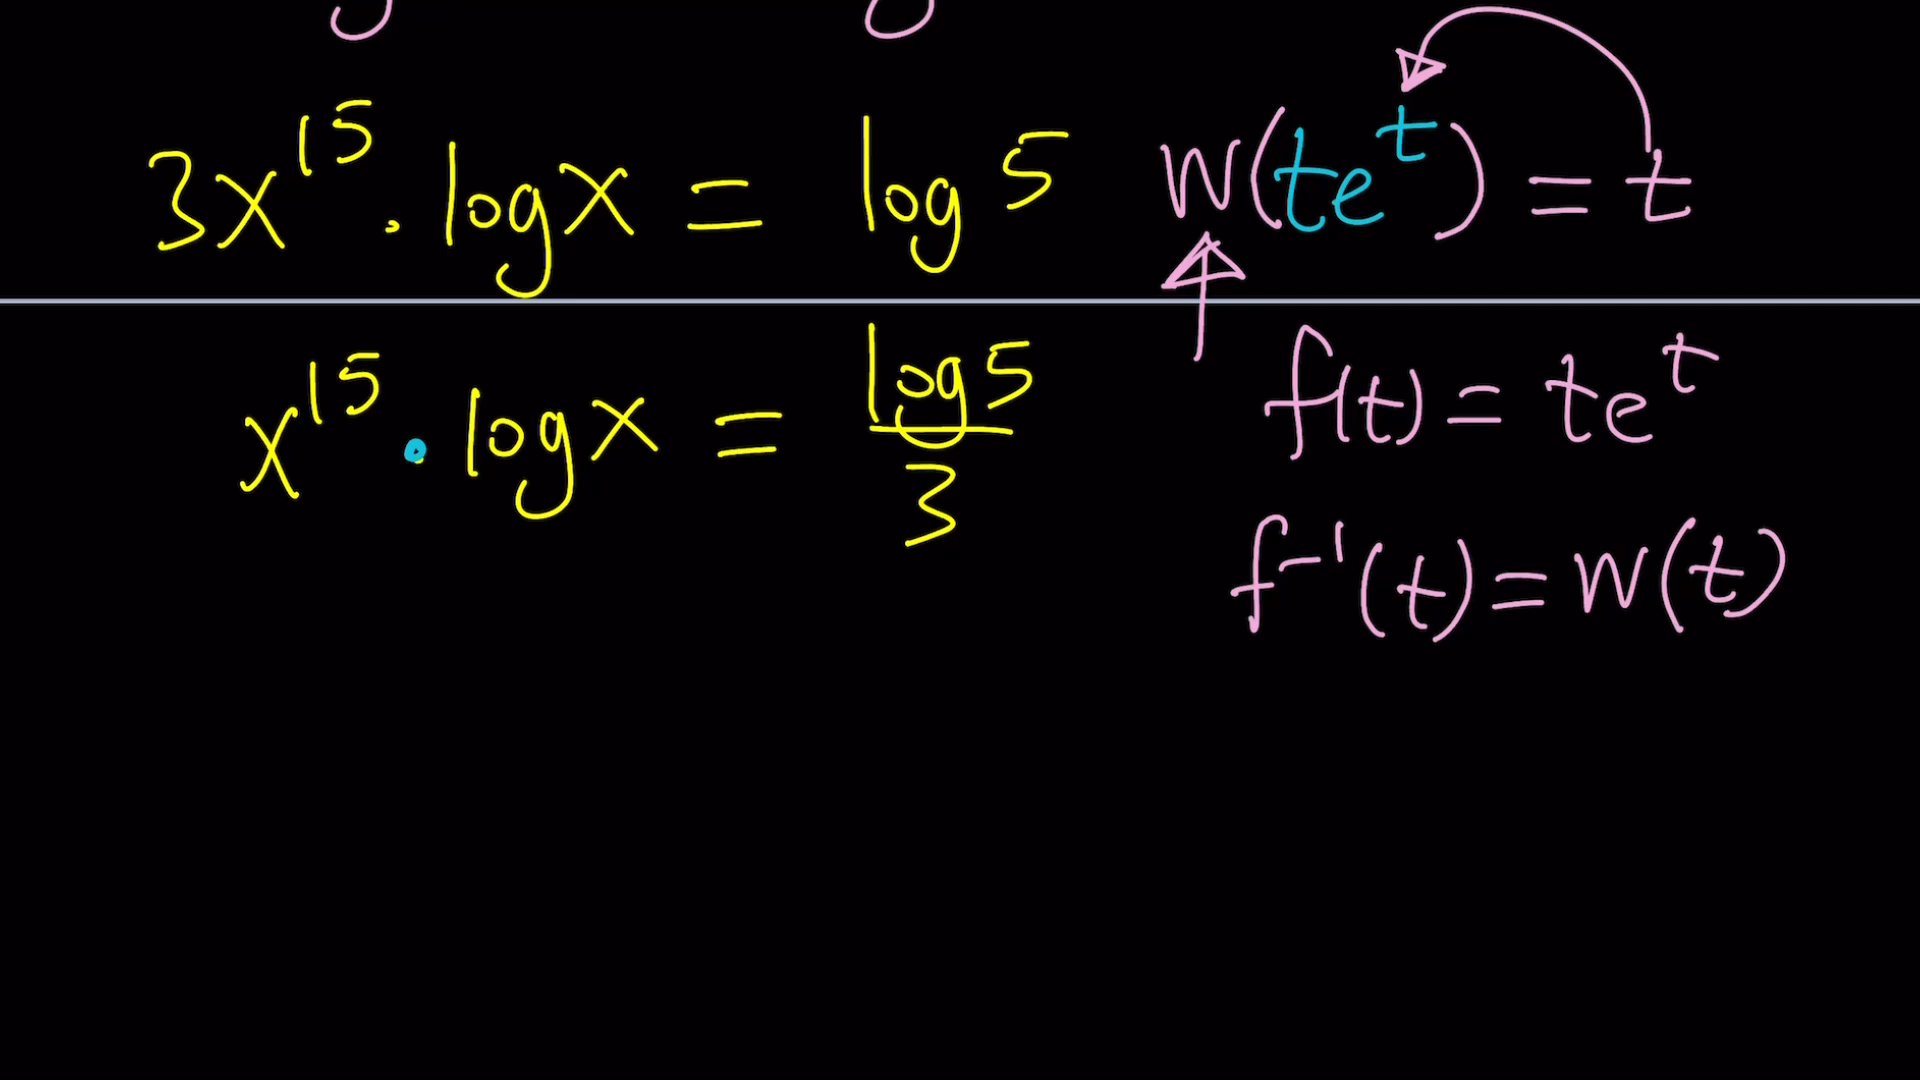 3x^15 · log x = log 5
W(te^t) = t
x^15 · log x = log 5 / 3
f(t) = te^t
f^-1(t) = W(t)